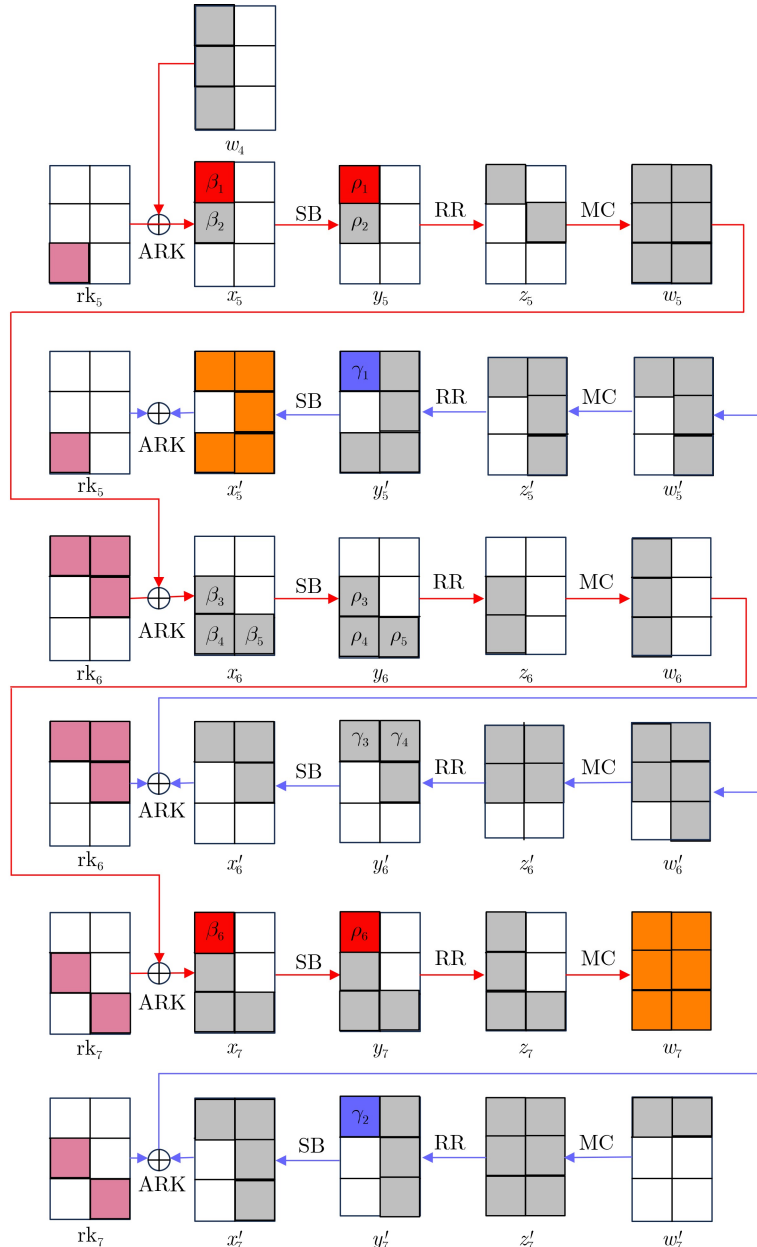 w₄
β₁ ρ₁
β₂ SB ρ₂ RR MC
ARK
rk₅ x₅ y₅ z₅ w₅
γ₁
SB RR MC
ARK
rk₅ x′₅ y′₅ z′₅ w′₅
β₃ SB ρ₃ RR MC
ARK β₄ β₅ ρ₄ ρ₅
rk₆ x₆ y₆ z₆ w₆
γ₃ γ₄
SB RR MC
ARK
rk₆ x′₆ y′₆ z′₆ w′₆
β₆ ρ₆
SB RR MC
ARK
rk₇ x₇ y₇ z₇ w₇
γ₂
SB RR MC
ARK
rk₇ x′₇ y′₇ z′₇ w′₇